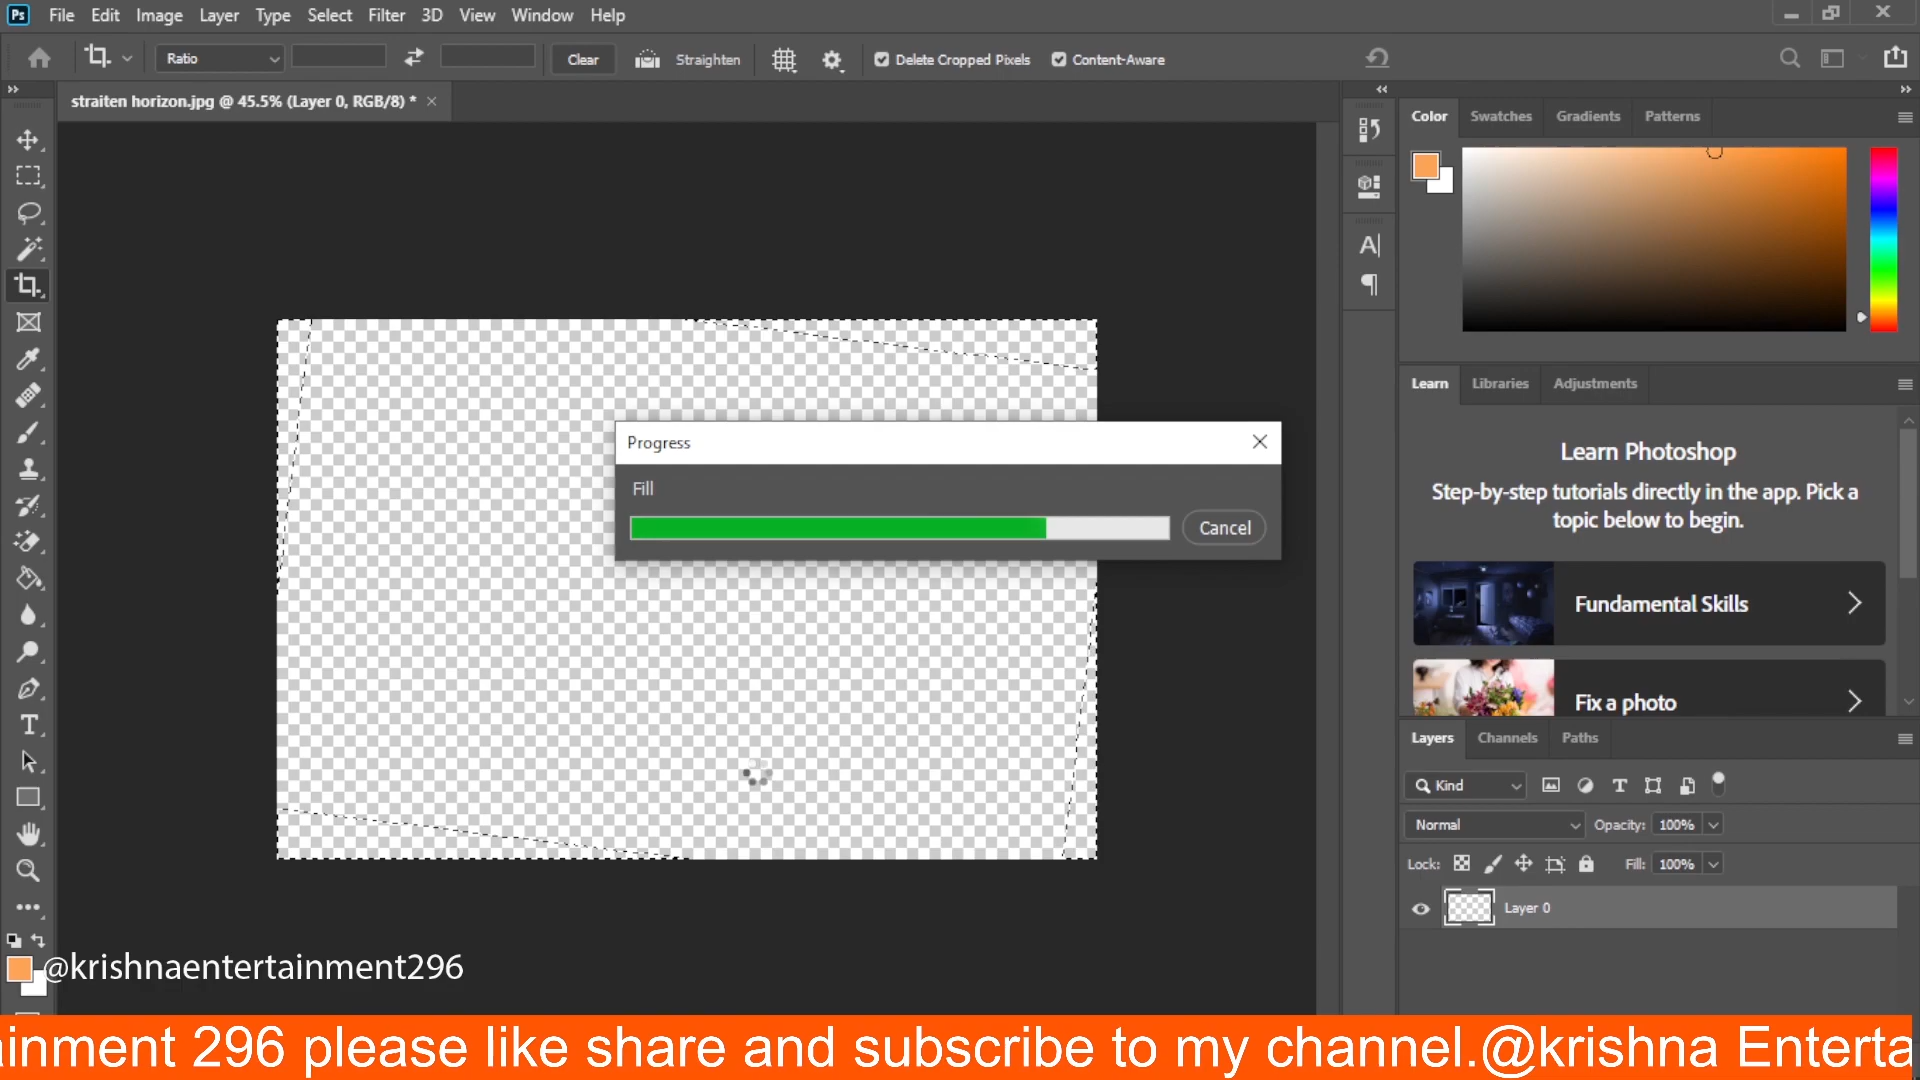 Ps File Edit Image Layer Type Select Filter 3D View Window Help
Ratio Clear Straighten Delete Cropped Pixels Content-Aware
straiten horizon.jpg @ 45.5% (Layer 0, RGB/8) *
Color Swatches Gradients Patterns
Learn Libraries Adjustments
Learn Photoshop
Step-by-step tutorials directly in the app. Pick a
topic below to begin.
Fundamental Skills
Fix a photo
Progress
Fill
Cancel
Layers Channels Paths
Kind
Normal Opacity: 100%
Lock: Fill: 100%
Layer 0
@krishnaentertainment296
ainment 296 please like share and subscribe to my channel.@krishna Enterta